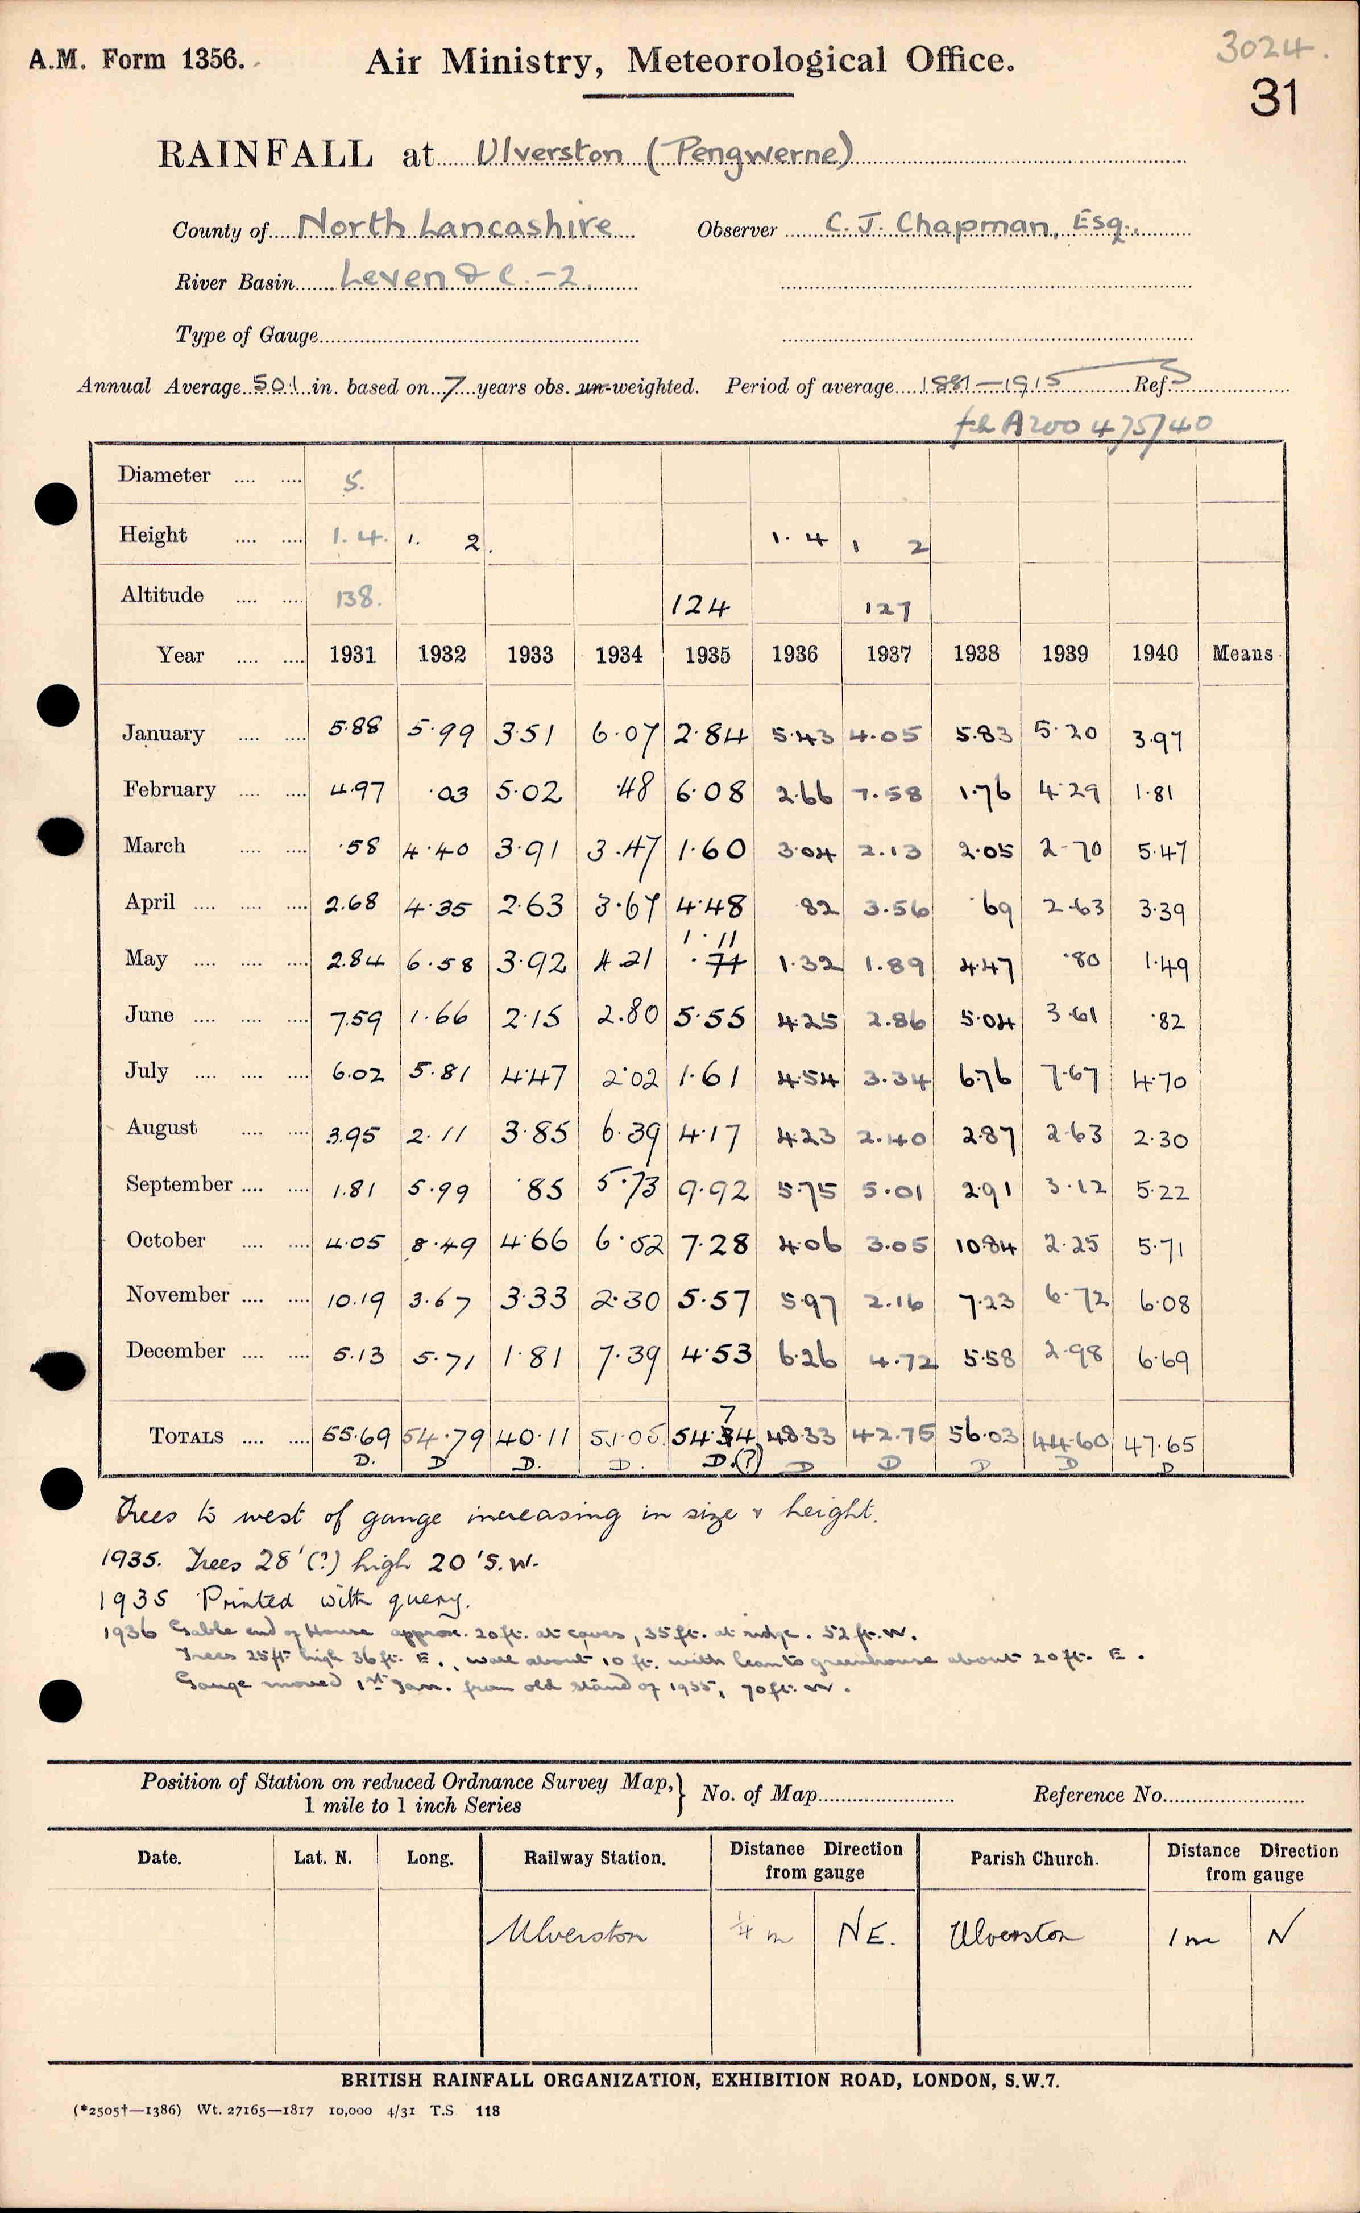 A.M. Form 1356.
Air Ministry, Meteorological Office.
3024.
31
RAINFALL at Ulverston (Pengwerne)
County of North Lancashire Observer C. J. Chapman, Esq.,
River Basin Leven & C. -2.
Type of Gauge
Annual Average 50.1 in. based on 7 years obs. un-weighted. Period of average 1881-1915 Ref.
475/40
Diameter 5.
Height 1. 4. 1. 2. 1. 4 1 2
Altitude 138. 124 127
Year 1931 1932 1933 1934 1935 1936 1937 1938 1939 1940 Means
January 5.88 5.99 3.51 6.07 2.84 5.43 4.05 5.83 5.20 3.97
February 4.97 .03 5.02 .48 6.08 2.66 7.58 1.76 4.29 1.81
March .58 4.40 3.91 3.47 1.60 3.04 2.13 2.05 2.70 5.47
April 2.68 4.35 2.63 3.67 4.48 .82 3.56 .69 2.63 3.39
1.11
May 2.84 6.58 3.92 4.21 .74 1.32 1.89 4.47 .80 1.49
June 7.59 1.66 2.15 2.80 5.55 4.25 2.86 5.04 3.61 .82
July 6.02 5.81 4.47 2.02 1.61 4.54 3.34 6.76 7.67 4.70
August 3.95 2.11 3.85 6.39 4.17 4.23 2.40 2.87 2.63 2.30
September 1.81 5.99 .85 5.73 9.92 5.75 5.01 2.91 3.12 5.22
October 4.05 8.49 4.66 6.52 7.28 4.06 3.05 10.84 2.25 5.71
November 10.19 3.67 3.33 2.30 5.57 5.97 2.16 7.23 6.72 6.08
December 5.13 5.71 1.81 7.39 4.53 6.26 4.72 5.58 2.98 6.69
7
TOTALS 55.69 54.79 40.11 51.05 54.34 48.33 42.75 56.03 44.60 47.65
D. D D. D. D.(?) D D D D D
Trees to west of gauge increasing in size & height.
1935. Trees 28' (?) high 20' S.W.
1935 Printed with query.
1936 Gable end of House approx. 20ft. at eaves, 35ft. at ridge. 52 ft. W.
Trees 25ft high 36ft. E., wall about 10 ft. with leanto greenhouse about 20ft. E.
Gauge moved 1st Jan. from old stand of 1935, 70ft. W.
Position of Station on reduced Ordnance Survey Map, } No. of Map Reference No.
1 mile to 1 inch Series
Date. Lat. N. Long. Railway Station. Distance Direction from gauge Parish Church. Distance Direction from gauge
Ulverston 1/4 m NE. Ulverston 1m N
BRITISH RAINFALL ORGANIZATION, EXHIBITION ROAD, LONDON, S.W.7.
(*2505†—1386) Wt. 27165—1817 10,000 4/31 T.S 118